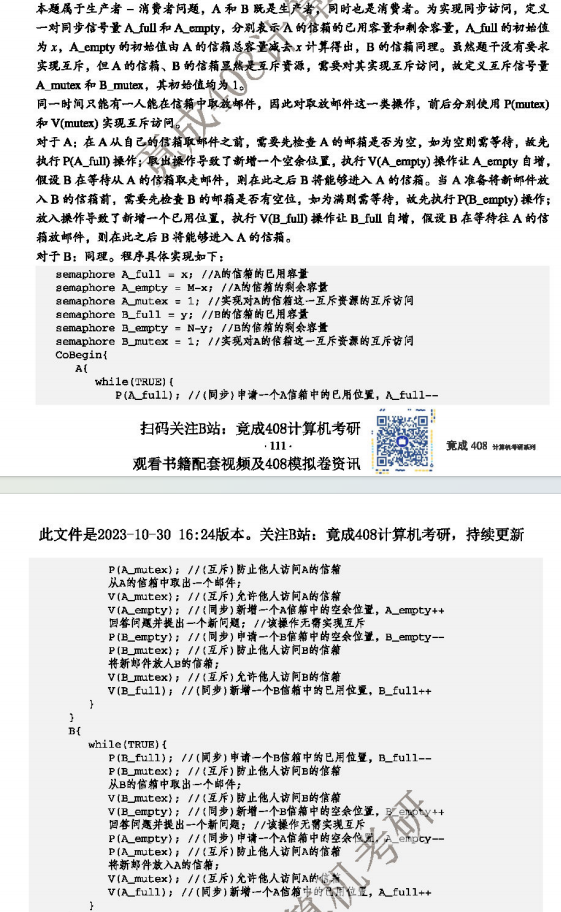 本题属于生产者-消费者问题，A 和 B 既是生产者，同时也是消费者。为实现同步访问，定义
一对同步信号量 A_full 和 A_empty，分别表示 A 的信箱的已用容量和剩余容量，A_full 的初始值
为 x，A_empty 的初始值由 A 的信箱总容量减去 x 计算得出，B 的信箱同理。虽然题干没有要求
实现互斥，但 A 的信箱、B 的信箱显然是互斥资源，需要对其实现互斥访问，故定义互斥信号量
A_mutex 和 B_mutex，其初始值均为 1。
同一时间只能有一人能在信箱中取放邮件，因此对取放邮件这一类操作，前后分别使用 P(mutex)
和 V(mutex) 实现互斥访问。
对于 A：在 A 从自己的信箱取邮件之前，需要先检查 A 的邮箱是否为空，如为空则需等待，故先
执行 P(A_full) 操作；取出操作导致了新增一个空余位置，执行 V(A_empty) 操作让 A_empty 自增，
假设 B 在等待从 A 的信箱取走邮件，则在此之后 B 将能够进入 A 的信箱。当 A 准备将新邮件放
入 B 的信箱前，需要先检查 B 的邮箱是否有空位，如为满则需等待，故先执行 P(B_empty) 操作；
放入操作导致了新增一个已用位置，执行 V(B_full) 操作让 B_full 自增，假设 B 在等待往 A 的信
箱放邮件，则在此之后 B 将能够进入 A 的信箱。
对于 B：同理。程序具体实现如下：
semaphore A_full = x; //A的信箱的已用容量
semaphore A_empty = M-x; //A的信箱的剩余容量
semaphore A_mutex = 1; //实现对A的信箱这一互斥资源的互斥访问
semaphore B_full = y; //B的信箱的已用容量
semaphore B_empty = N-y; //B的信箱的剩余容量
semaphore B_mutex = 1; //实现对A的信箱这一互斥资源的互斥访问
CoBegin{
A{
while(TRUE){
P(A_full); //(同步)申请一个A信箱中的已用位置，A_full--
扫码关注B站：竟成408计算机考研
· 111 ·
观看书籍配套视频及408模拟卷资讯
竟成 408 计算机考研系列
此文件是2023-10-30 16:24版本。关注B站：竟成408计算机考研，持续更新
P(A_mutex); //(互斥)防止他人访问A的信箱
从A的信箱中取出一个邮件;
V(A_mutex); //(互斥)允许他人访问A的信箱
V(A_empty); //(同步)新增一个A信箱中的空余位置，A_empty++
回答问题并提出一个新问题; //该操作无需实现互斥
P(B_empty); //(同步)申请一个B信箱中的空余位置，B_empty--
P(B_mutex); //(互斥)防止他人访问B的信箱
将新邮件放入B的信箱;
V(B_mutex); //(互斥)允许他人访问B的信箱
V(B_full); //(同步)新增一个B信箱中的已用位置，B_full++
}
}
B{
while(TRUE){
P(B_full); //(同步)申请一个B信箱中的已用位置，B_full--
P(B_mutex); //(互斥)防止他人访问B的信箱
从B的信箱中取出一个邮件;
V(B_mutex); //(互斥)防止他人访问B的信箱
V(B_empty); //(同步)新增一个B信箱中的空余位置，B_empty++
回答问题并提出一个新问题; //该操作无需实现互斥
P(A_empty); //(同步)申请一个A信箱中的空余位置，A_empty--
P(A_mutex); //(互斥)防止他人访问A的信箱
将新邮件放入A的信箱;
V(A_mutex); //(互斥)允许他人访问A的信箱
V(A_full); //(同步)新增一个A信箱中的已用位置，A_full++
}